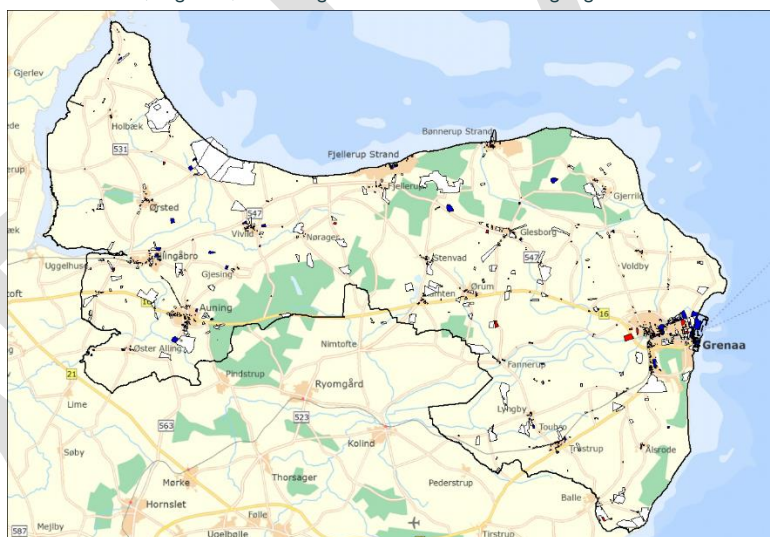 Gjerlev
Holbæk
531
Bønnerup Strand
Fjellerup Strand
Fjellerup
Gjerrild
Ørsted
547
Vivild
Nørager
Glesborg
Uggelhuse
Gjesing
Stenvad
547
Voldby
16
Auning
Ørum
16
Grenaa
Øster Alling
Nimtofte
Fannerup
21
Pindstrup
Ryomgård
Lime
523
Lyngby
563
Kolind
Ålsrode
Søby
Mørke
Thorsager
Pederstrup
Balle
Hornslet
Følle
587
Mejlby
Ugelbølle
Tirstrup